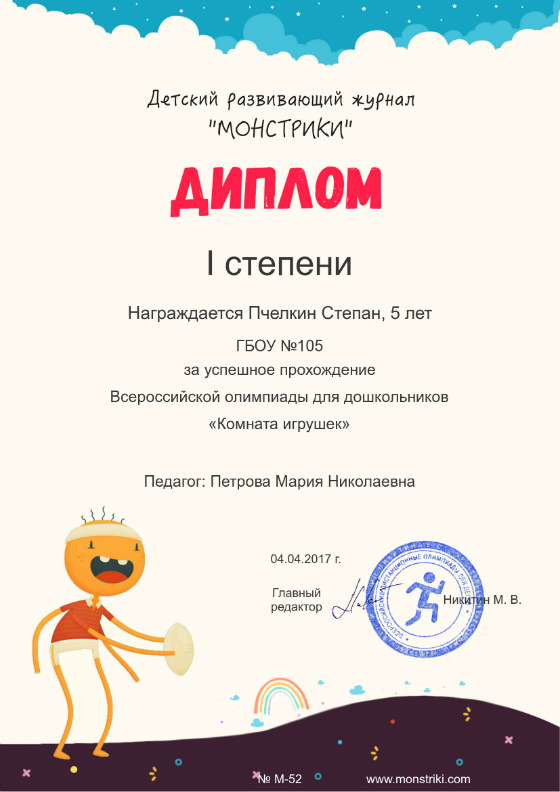 Детский развивающий журнал
"МОНСТРИКИ"
ДИПЛОМ
I степени
Награждается Пчелкин Степан, 5 лет
ГБОУ №105
за успешное прохождение
Всероссийской олимпиады для дошкольников
«Комната игрушек»
Педагог: Петрова Мария Николаевна
04.04.2017 г.
Главный
редактор
Никитин М. В.
№ М-52
www.monstriki.com